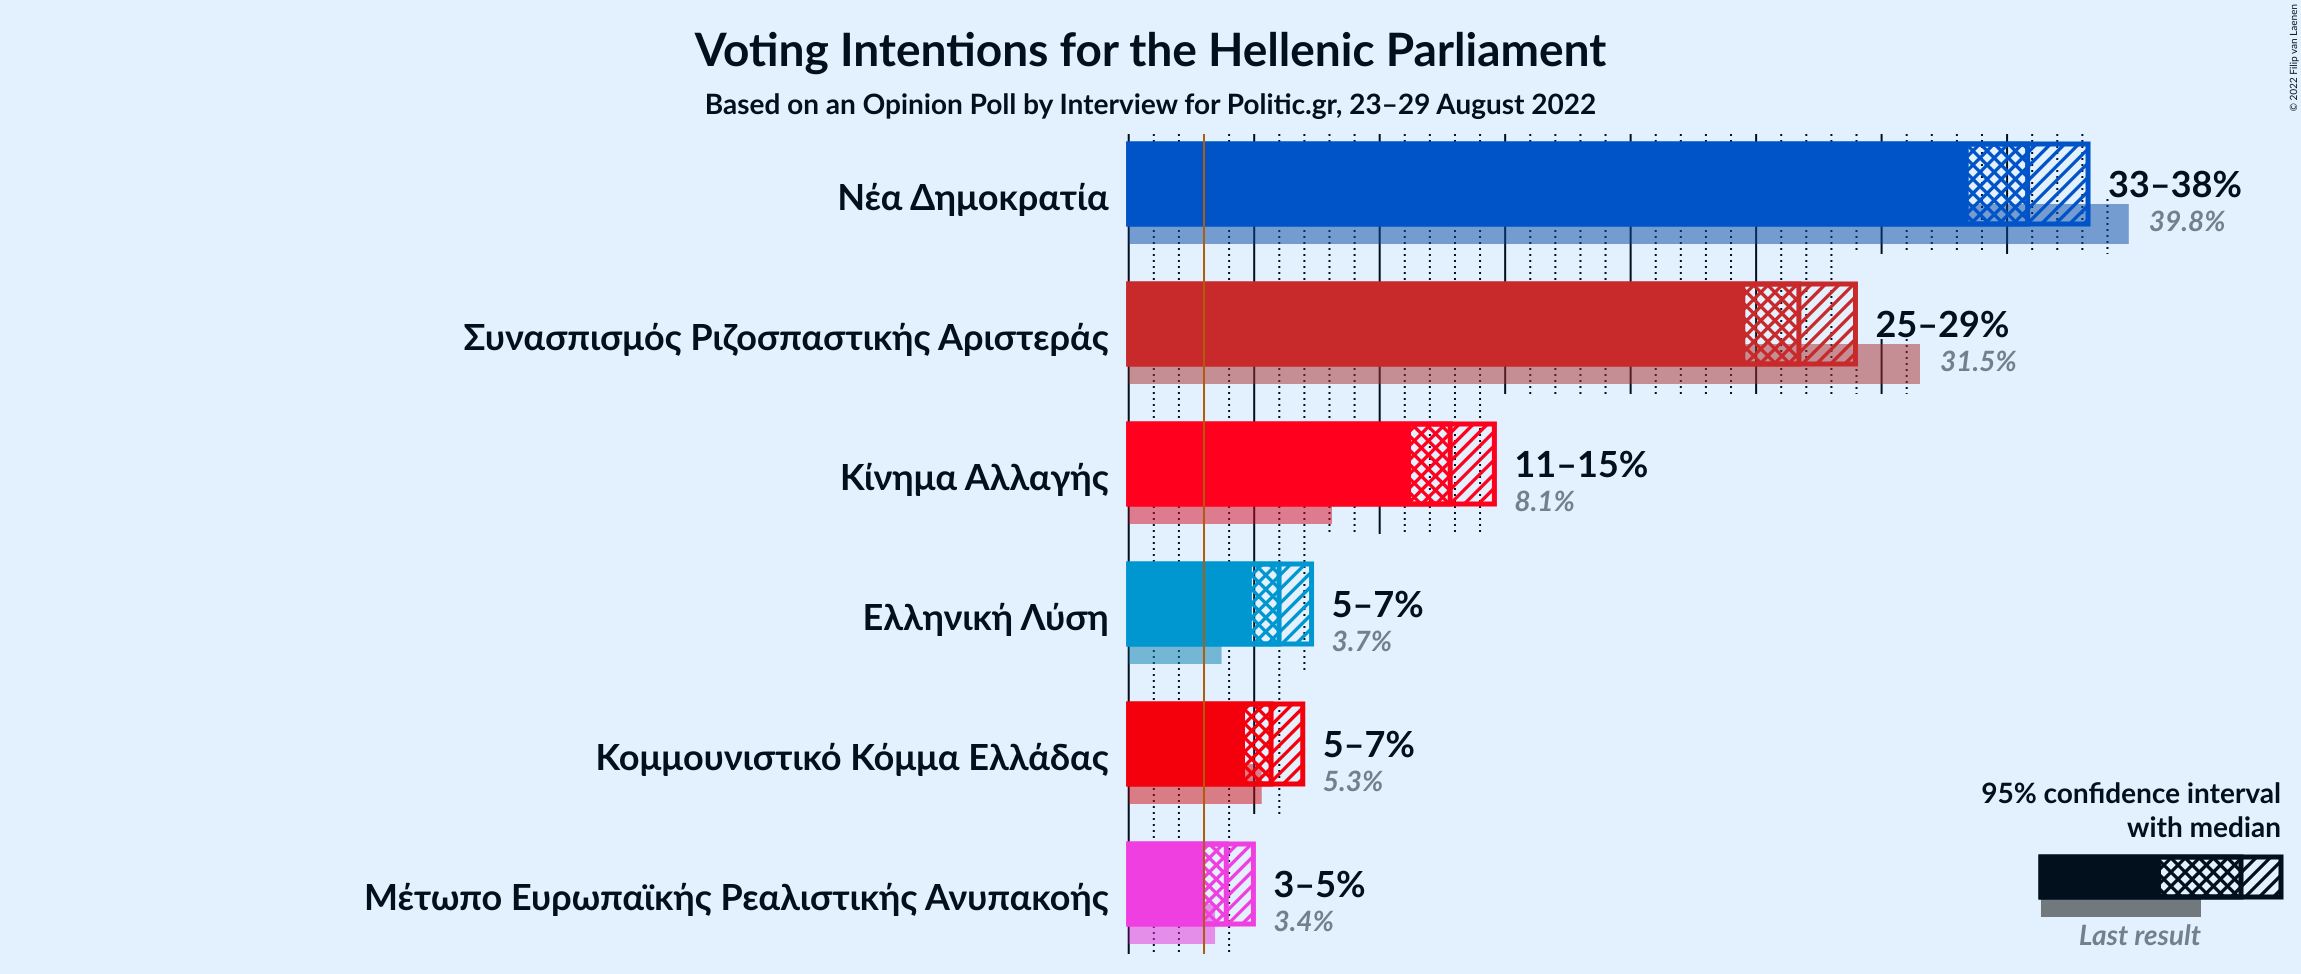 Voting Intentions for the Hellenic Parliament
Based on an Opinion Poll by Interview for Politic.gr, 23–29 August 2022
© 2022 Filip van Laenen
Νέα Δημοκρατία
33–38%
39.8%
Συνασπισμός Ριζοσπαστικής Αριστεράς
25–29%
31.5%
Κίνημα Αλλαγής
11–15%
8.1%
Ελληνική Λύση
5–7%
3.7%
Κομμουνιστικό Κόμμα Ελλάδας
5–7%
5.3%
Μέτωπο Ευρωπαϊκής Ρεαλιστικής Ανυπακοής
3–5%
3.4%
95% confidence interval
with median
Last result